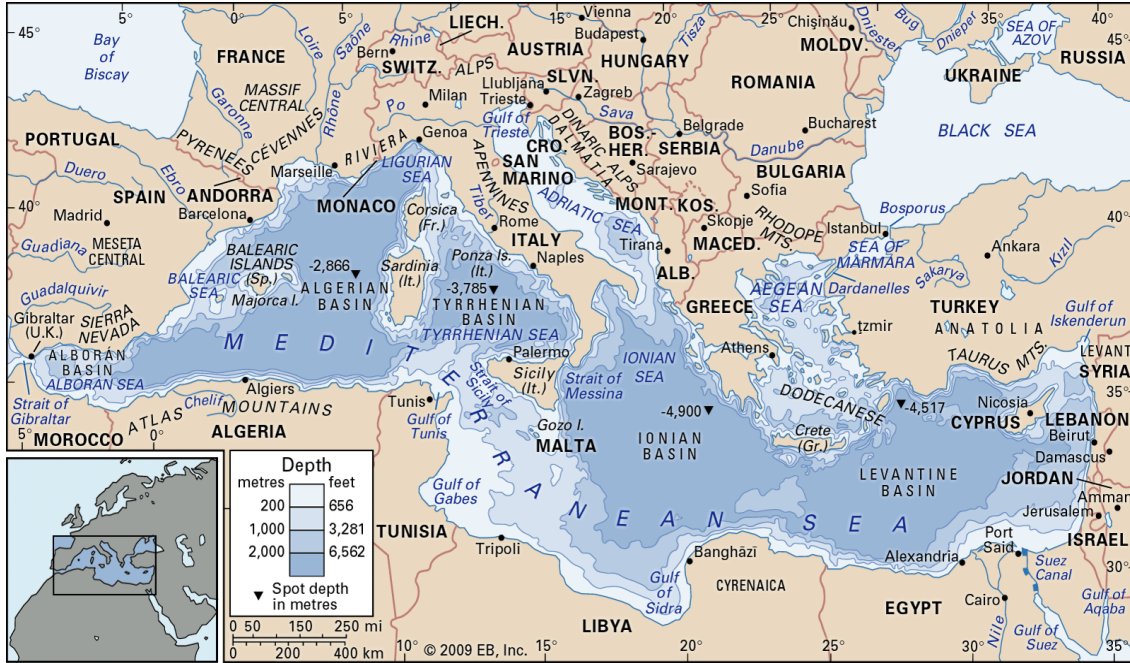 5°
0°
5°
10°
15°
20°
25°
30°
35°
40°
45°
Bay
of
Biscay
FRANCE
Loire
Saône
Rhine
Bern
SWITZ.
LIECH.
ALPS
Vienna
AUSTRIA
Budapest
HUNGARY
Tisza
Chişinău
MOLDV.
Dniester
Bug
Dnieper
SEA OF
AZOV
45°
RUSSIA
UKRAINE
ROMANIA
MASSIF
CENTRAL
Garonne
CÉVENNES
Rhône
Po
Milan
SLVN.
Llubljana
Trieste
Zagreb
Gulf of
Trieste
Sava
Belgrade
Bucharest
Danube
BLACK SEA
PORTUGAL
PYRENEES
RIVIERA
Genoa
LIGURIAN
SEA
CRO.
DINARIC ALPS
DALMATIA
BOS.-
HER.
SERBIA
Sarajevo
BULGARIA
Sofia
Duero
Ebro
SPAIN
ANDORRA
Marseille
MONACO
Barcelona
APENNINES
SAN
MARINO
Tiber
ADRIATIC SEA
MONT.
KOS.
Skopje
MACED.
RHODOPE
MTS.
Bosporus
Istanbul
SEA OF
MARMARA
40°
40°
Madrid
MESETA
CENTRAL
Guadiana
Corsica
(Fr.)
Rome
ITALY
Naples
Tirana
ALB.
Ankara
Kızıl
Sakarya
Dardanelles
BALEARIC
ISLANDS
(Sp.)
BALEARIC
SEA
Majorca I.
-2,866
ALGERIAN
BASIN
Sardinia
(It.)
Ponza Is.
(It.)
-3,785
TYRRHENIAN
BASIN
TYRRHENIAN SEA
GREECE
AEGEAN
SEA
TURKEY
ANATOLIA
Gulf of
Iskenderun
Guadalquivir
Gibraltar
(U.K.)
SIERRA
NEVADA
ALBORÁN
BASIN
ALBORAN SEA
MEDITERRANEAN SEA
Palermo
Sicily
(It.)
Strait of
Sicily
Strait of
Messina
IONIAN
SEA
Athens
İzmir
TAURUS MTS.
LEVANT
SYRIA
35°
Strait of
Gibraltar
MOROCCO
ATLAS
MOUNTAINS
Chelif
Algiers
ALGERIA
Tunis
Gulf of
Tunis
Gozo I.
MALTA
-4,900
IONIAN
BASIN
DODECANESE
Crete
(Gr.)
-4,517
Nicosia
CYPRUS
LEBANON
Beirut
Damascus
5°
0°
LEVANTINE
BASIN
JORDAN
Amman
Jerusalem
ISRAEL
Gulf of
Gabes
TUNISIA
Tripoli
Banghāzī
Gulf
of
Sidra
CYRENAICA
LIBYA
Alexandria
Port
Said
Suez
Canal
30°
EGYPT
Cairo
Nile
Gulf of
Suez
Gulf of
Aqaba
Depth
metres feet
200 656
1,000 3,281
2,000 6,562
Spot depth
in metres
0 50 150 250 mi
0 100 200 400 km
© 2009 EB, Inc.
10°
15°
20°
25°
30°
35°